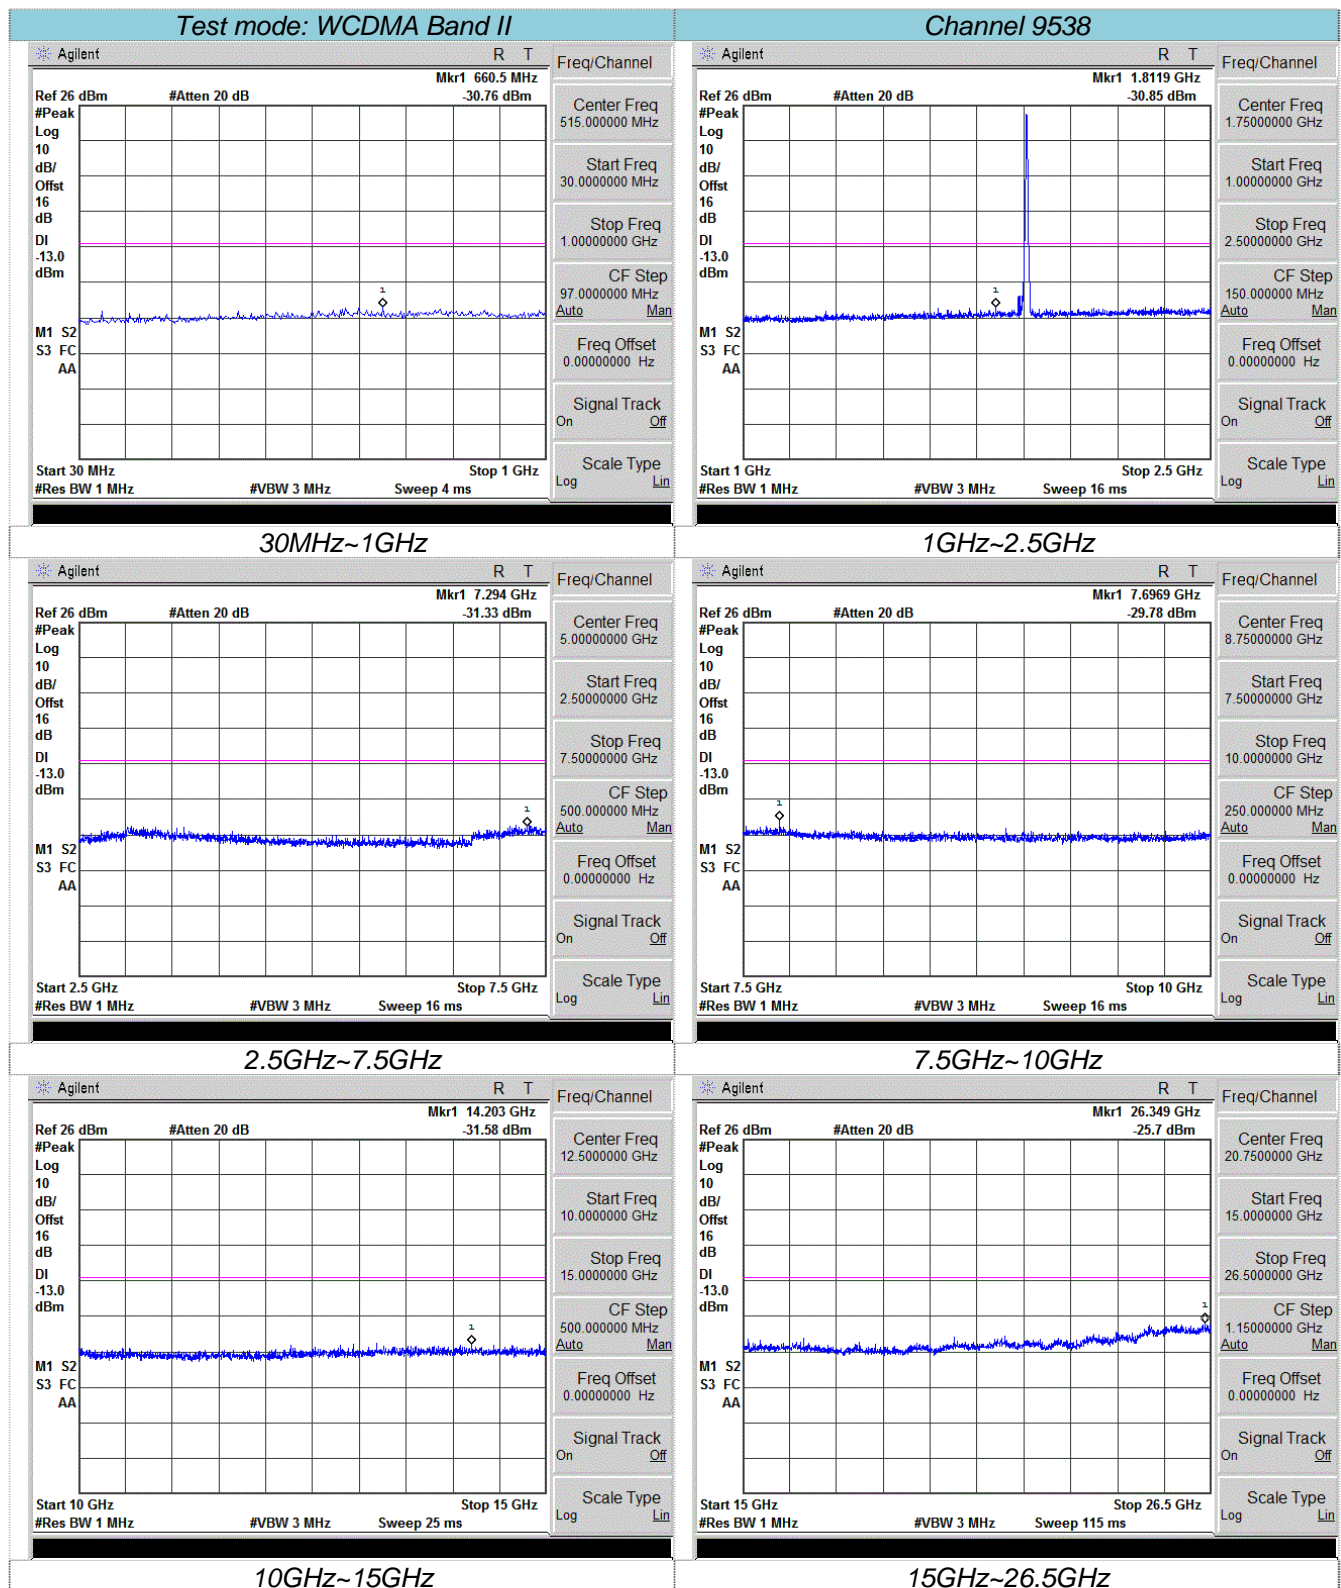 Test mode: WCDMA Band II
Channel 9538
Agilent
R T
Freq/Channel
Mkr1 660.5 MHz
Ref 26 dBm
#Atten 20 dB
-30.76 dBm
#Peak
Log
10
dB/
Offst
16
dB
DI
-13.0
dBm
M1 S2
S3 FC
AA
1
Start 30 MHz
Stop 1 GHz
#Res BW 1 MHz
#VBW 3 MHz
Sweep 4 ms
Center Freq
515.000000 MHz
Start Freq
30.0000000 MHz
Stop Freq
1.00000000 GHz
CF Step
97.0000000 MHz
Auto Man
Freq Offset
0.00000000 Hz
Signal Track
On Off
Scale Type
Log Lin
Agilent
R T
Freq/Channel
Mkr1 1.8119 GHz
Ref 26 dBm
#Atten 20 dB
-30.85 dBm
#Peak
Log
10
dB/
Offst
16
dB
DI
-13.0
dBm
M1 S2
S3 FC
AA
1
Start 1 GHz
Stop 2.5 GHz
#Res BW 1 MHz
#VBW 3 MHz
Sweep 16 ms
Center Freq
1.75000000 GHz
Start Freq
1.00000000 GHz
Stop Freq
2.50000000 GHz
CF Step
150.000000 MHz
Auto Man
Freq Offset
0.00000000 Hz
Signal Track
On Off
Scale Type
Log Lin
30MHz~1GHz
1GHz~2.5GHz
Agilent
R T
Freq/Channel
Mkr1 7.294 GHz
Ref 26 dBm
#Atten 20 dB
-31.33 dBm
#Peak
Log
10
dB/
Offst
16
dB
DI
-13.0
dBm
M1 S2
S3 FC
AA
1
Start 2.5 GHz
Stop 7.5 GHz
#Res BW 1 MHz
#VBW 3 MHz
Sweep 16 ms
Center Freq
5.00000000 GHz
Start Freq
2.50000000 GHz
Stop Freq
7.50000000 GHz
CF Step
500.000000 MHz
Auto Man
Freq Offset
0.00000000 Hz
Signal Track
On Off
Scale Type
Log Lin
Agilent
R T
Freq/Channel
Mkr1 7.6969 GHz
Ref 26 dBm
#Atten 20 dB
-29.78 dBm
#Peak
Log
10
dB/
Offst
16
dB
DI
-13.0
dBm
M1 S2
S3 FC
AA
1
Start 7.5 GHz
Stop 10 GHz
#Res BW 1 MHz
#VBW 3 MHz
Sweep 16 ms
Center Freq
8.75000000 GHz
Start Freq
7.50000000 GHz
Stop Freq
10.0000000 GHz
CF Step
250.000000 MHz
Auto Man
Freq Offset
0.00000000 Hz
Signal Track
On Off
Scale Type
Log Lin
2.5GHz~7.5GHz
7.5GHz~10GHz
Agilent
R T
Freq/Channel
Mkr1 14.203 GHz
Ref 26 dBm
#Atten 20 dB
-31.58 dBm
#Peak
Log
10
dB/
Offst
16
dB
DI
-13.0
dBm
M1 S2
S3 FC
AA
1
Start 10 GHz
Stop 15 GHz
#Res BW 1 MHz
#VBW 3 MHz
Sweep 25 ms
Center Freq
12.5000000 GHz
Start Freq
10.0000000 GHz
Stop Freq
15.0000000 GHz
CF Step
500.000000 MHz
Auto Man
Freq Offset
0.00000000 Hz
Signal Track
On Off
Scale Type
Log Lin
Agilent
R T
Freq/Channel
Mkr1 26.349 GHz
Ref 26 dBm
#Atten 20 dB
-25.7 dBm
#Peak
Log
10
dB/
Offst
16
dB
DI
-13.0
dBm
M1 S2
S3 FC
AA
1
Start 15 GHz
Stop 26.5 GHz
#Res BW 1 MHz
#VBW 3 MHz
Sweep 115 ms
Center Freq
20.7500000 GHz
Start Freq
15.0000000 GHz
Stop Freq
26.5000000 GHz
CF Step
1.15000000 GHz
Auto Man
Freq Offset
0.00000000 Hz
Signal Track
On Off
Scale Type
Log Lin
10GHz~15GHz
15GHz~26.5GHz